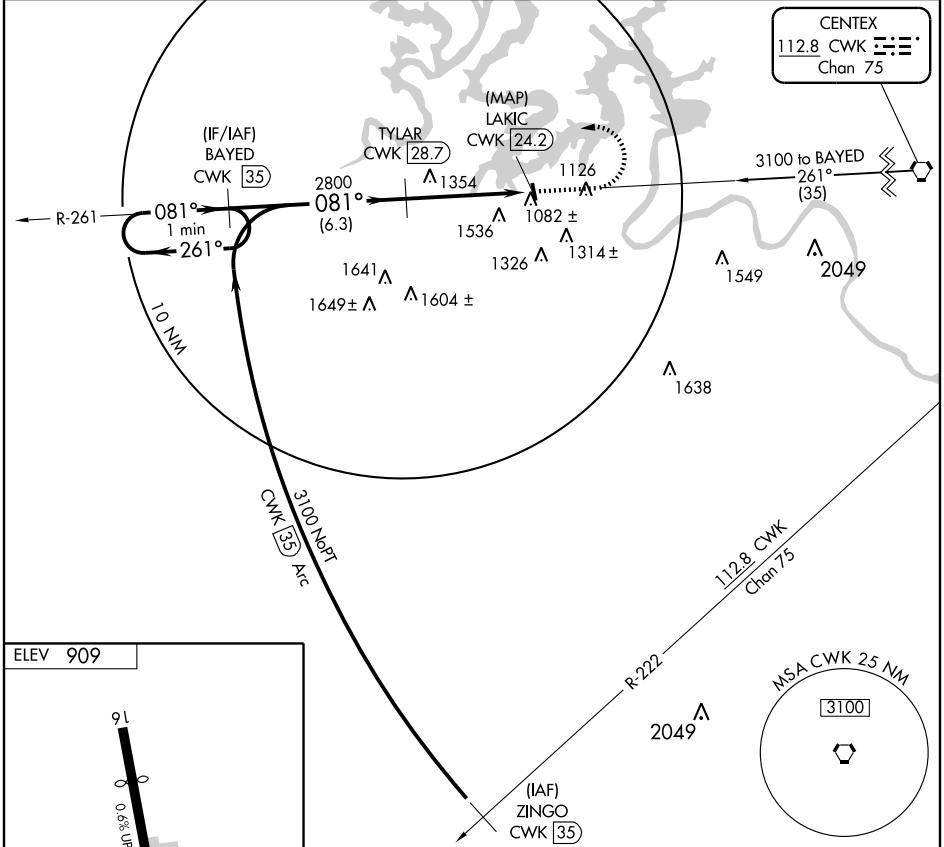 CENTEX
112.8 CWK
Chan 75
(MAP)
LAKIC
CWK 24.2
(IF/IAF)
BAYED
CWK 35
TYLAR
CWK 28.7
1354
1126
3100 to BAYED
261°
(35)
R-261
081°
1 min
261°
2800
081°
(6.3)
1536
1082 ±
1326
1314 ±
1549
2049
1641
1649 ±
1604 ±
10 NM
1638
3100 NoPT
CWK 35 Arc
112.8 CWK
Chan 75
R-222
ELEV 909
16
0.6% UP
MSA CWK 25 NM
3100
2049
(IAF)
ZINGO
CWK 35